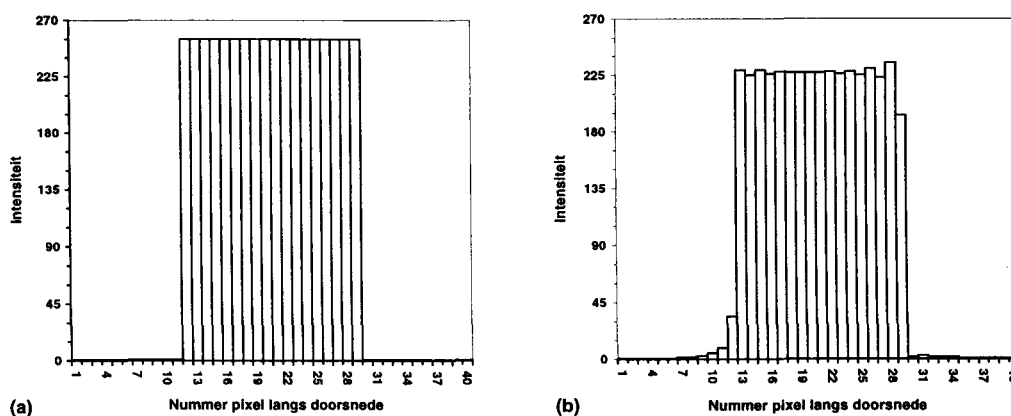 270
225
180
135
90
45
0
Intensiteit
1 4 7 10 13 16 19 22 25 28 31 34 37 40
Nummer pixel langs doorsnede
(a)
270
225
180
135
90
45
0
Intensiteit
1 4 7 10 13 16 19 22 25 28 31 34 37
Nummer pixel langs doorsnede
(b)